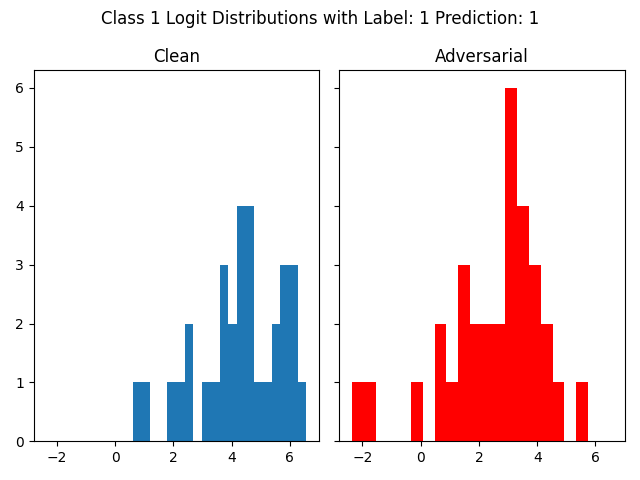 Class 1 Logit Distributions with Label: 1 Prediction: 1
Clean
Adversarial
6
5
4
3
2
1
0
−2 0 2 4 6
−2 0 2 4 6